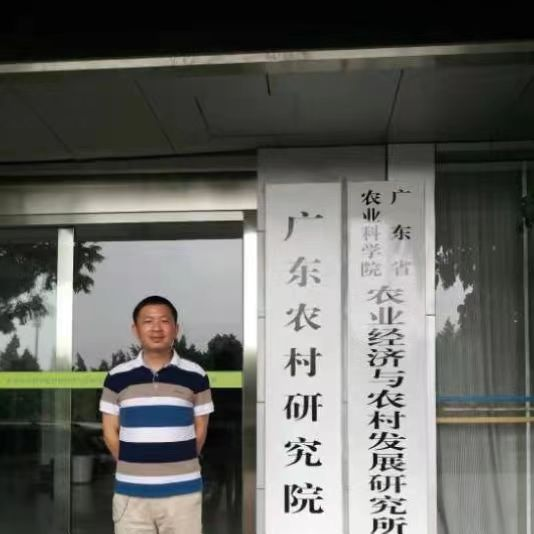 广东农村研究院
广东省
农业科学院
农业经济与农村发展研究所